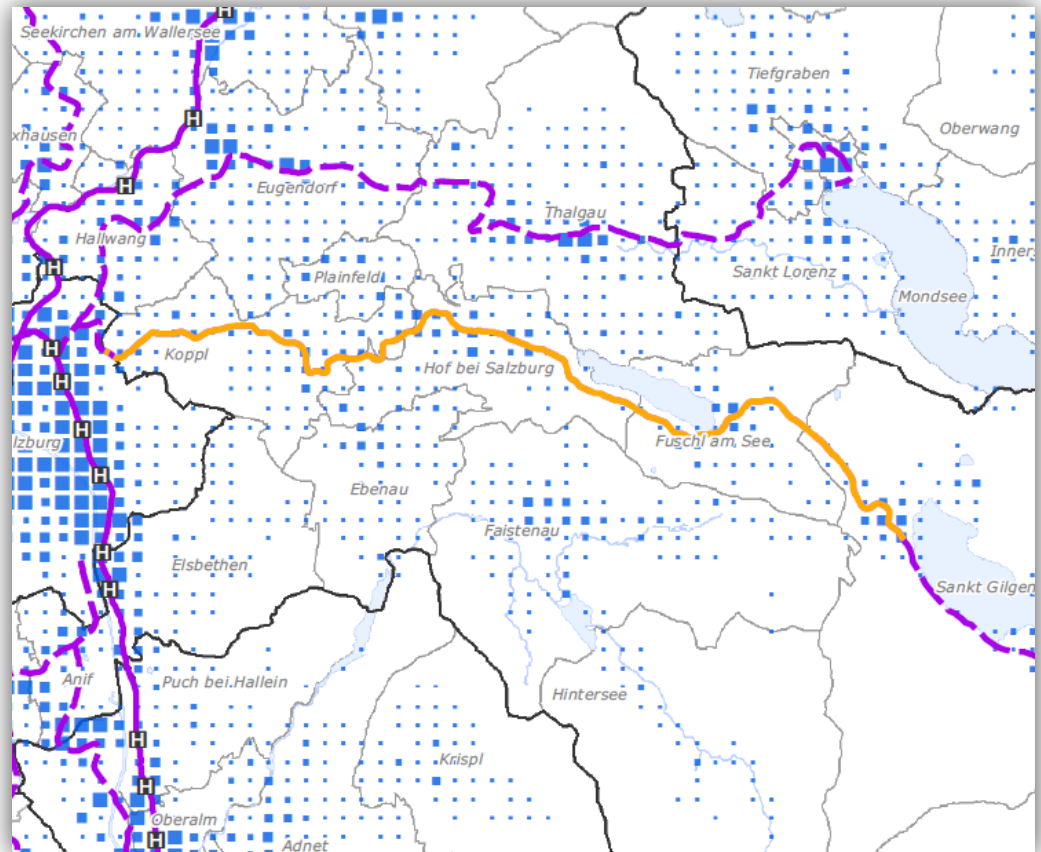 H
Seekirchen am Wallersee
Tiefgraben
H
Oberwang
xhausen
H
Eugendorf
Thalgau
Hallwang
Inners
H
Plainfeld
Sankt Lorenz
Mondsee
H
Koppl
Hof bei Salzburg
H
H
lzburg
Fuschl am See
H
Ebenau
Faistenau
H
Elsbethen
H
Sankt Gilgen
Anif
Puch bei Hallein
Hintersee
H
Krispl
H
Oberalm
H
Adnet